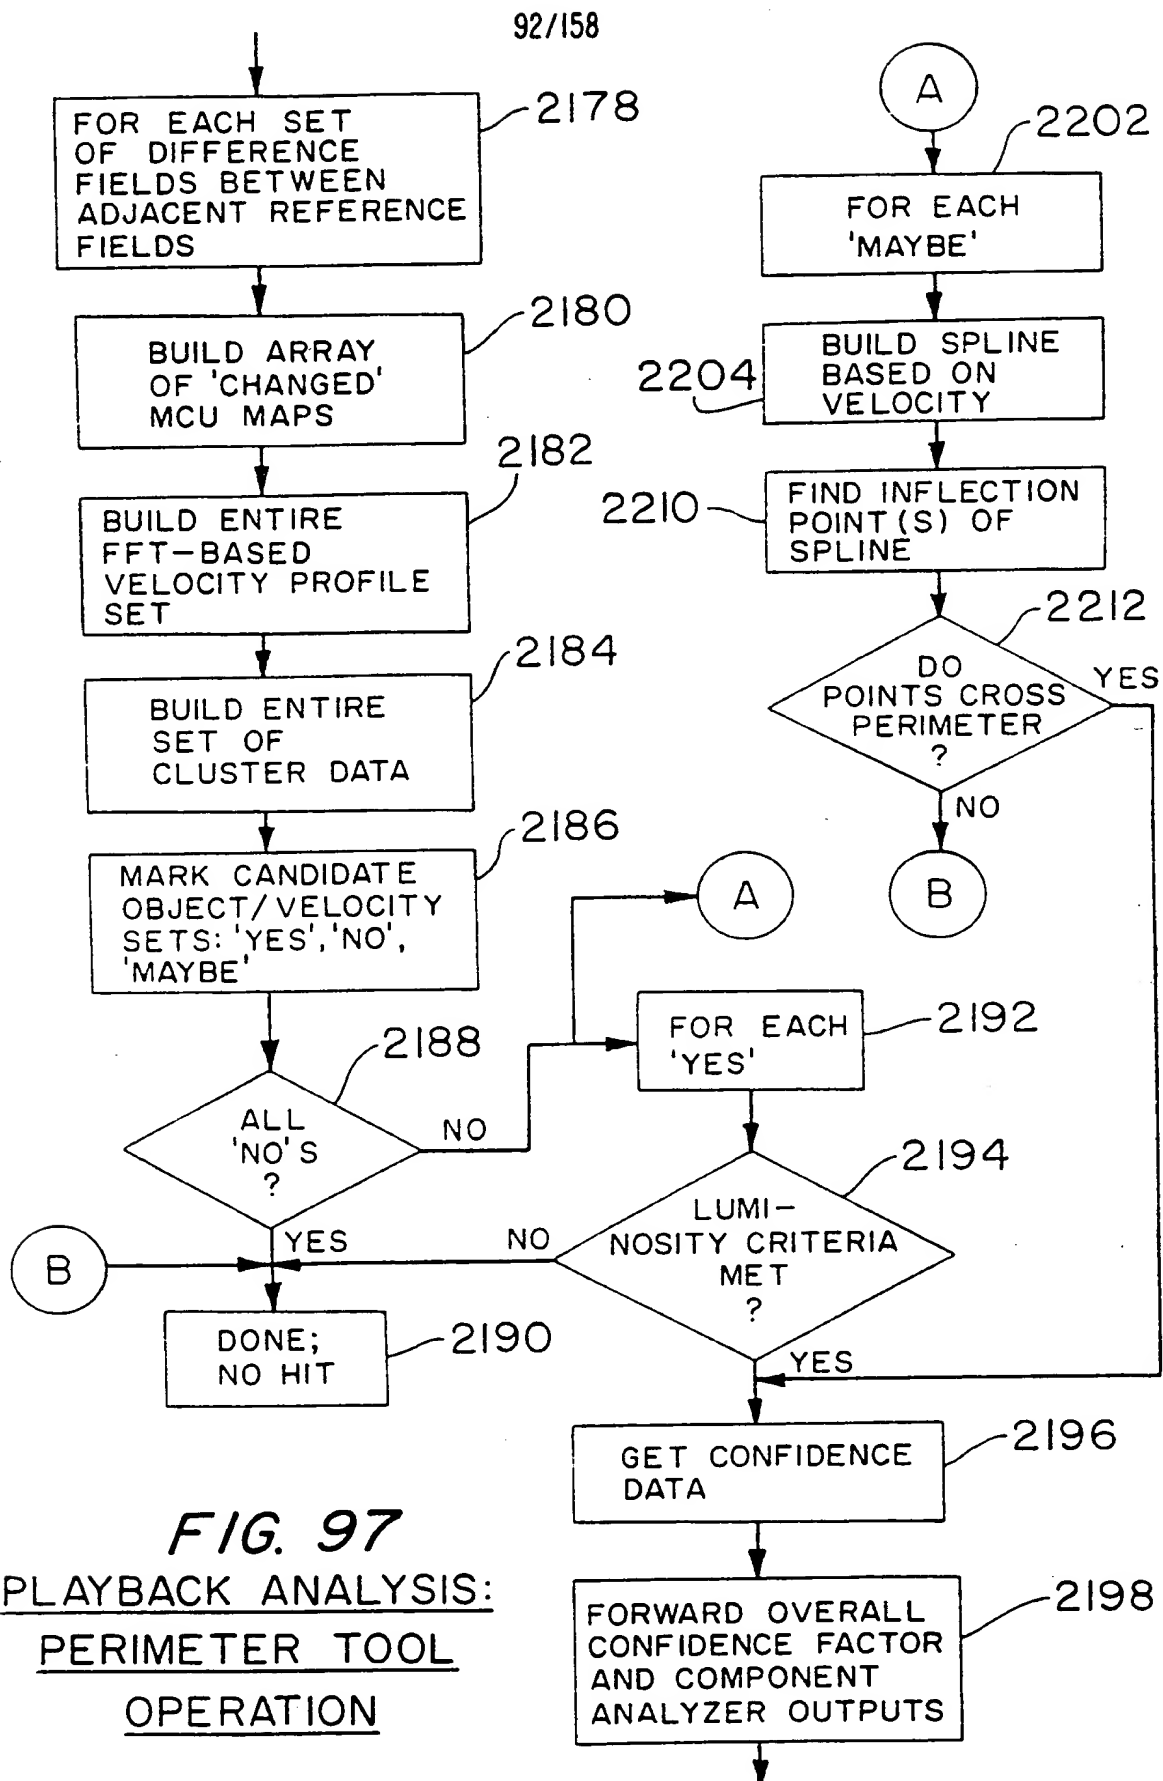 92/158
2178
FOR EACH SET
OF DIFFERENCE
FIELDS BETWEEN
ADJACENT REFERENCE
FIELDS
2180
BUILD ARRAY
OF 'CHANGED'
MCU MAPS
2182
BUILD ENTIRE
FFT-BASED
VELOCITY PROFILE
SET
2184
BUILD ENTIRE
SET OF
CLUSTER DATA
2186
MARK CANDIDATE
OBJECT/VELOCITY
SETS: 'YES', 'NO',
'MAYBE'
2188
ALL
'NO'S
?
NO
YES
B
DONE;
NO HIT
2190
A
2202
FOR EACH
'MAYBE'
2204
BUILD SPLINE
BASED ON
VELOCITY
2210
FIND INFLECTION
POINT(S) OF
SPLINE
2212
DO
POINTS CROSS
PERIMETER
?
YES
NO
B
A
FOR EACH
'YES'
2192
2194
LUMI-
NOSITY CRITERIA
MET
?
NO
YES
2196
GET CONFIDENCE
DATA
2198
FORWARD OVERALL
CONFIDENCE FACTOR
AND COMPONENT
ANALYZER OUTPUTS
FIG. 97
PLAYBACK ANALYSIS:
PERIMETER TOOL
OPERATION